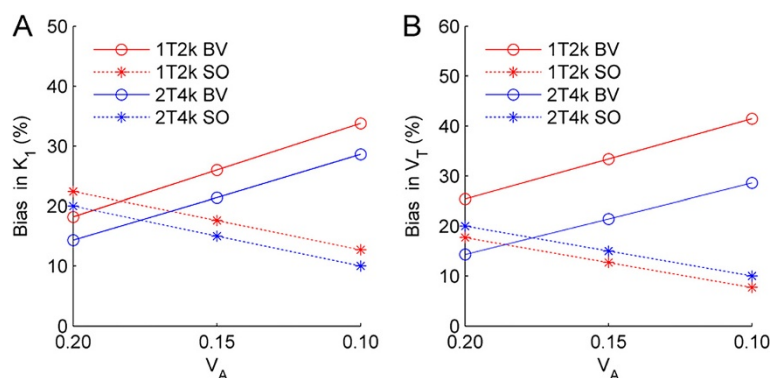 A
Bias in K1 (%)
50
40
30
20
10
0
1T2k BV
1T2k SO
2T4k BV
2T4k SO
0.20 0.15 0.10
VA
B
Bias in VT (%)
60
50
40
30
20
10
0
1T2k BV
1T2k SO
2T4k BV
2T4k SO
0.20 0.15 0.10
VA